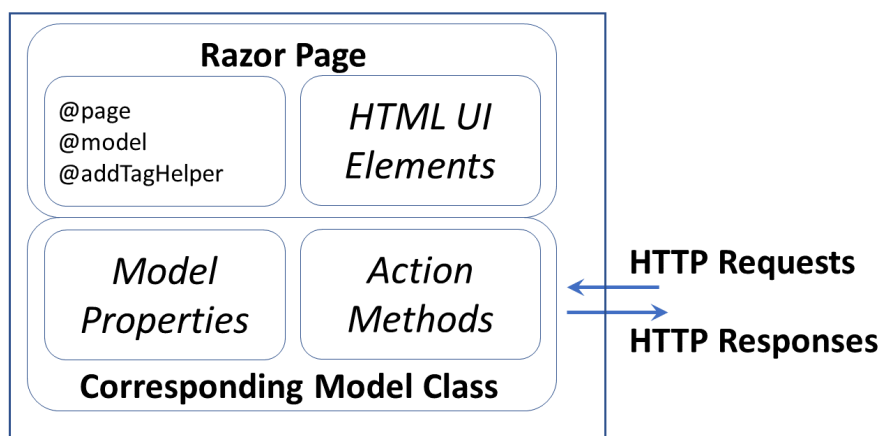 Razor Page
@page
@model
@addTagHelper
HTML UI
Elements
Model
Properties
Action
Methods
Corresponding Model Class
HTTP Requests
HTTP Responses